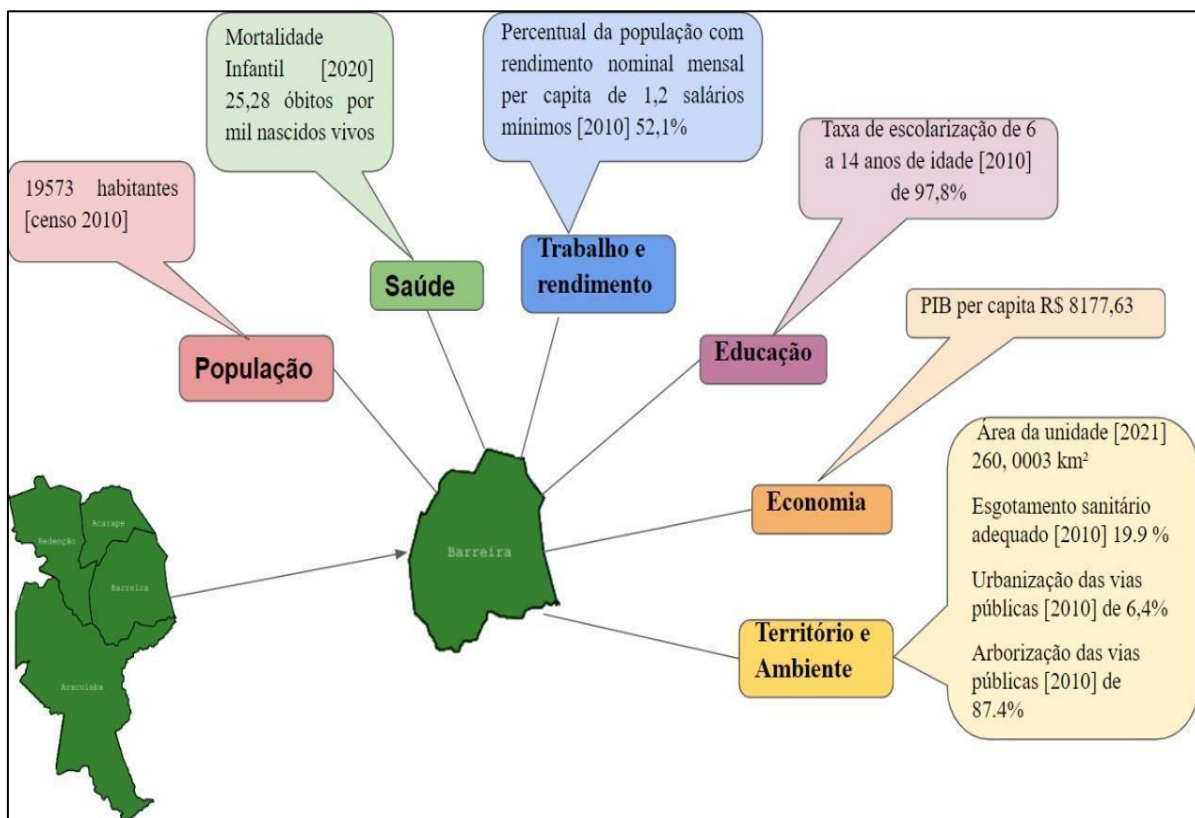 Mortalidade
Infantil [2020]
25,28 óbitos por
mil nascidos vivos
Percentual da população com
rendimento nominal mensal
per capita de 1,2 salários
mínimos [2010] 52,1%
Taxa de escolarização de 6
a 14 anos de idade [2010]
de 97,8%
19573 habitantes
[censo 2010]
Saúde
Trabalho e
rendimento
População
Educação
PIB per capita R$ 8177,63
Economia
Área da unidade [2021]
260, 0003 km²
Esgotamento sanitário
adequado [2010] 19.9 %
Urbanização das vias
públicas [2010] de 6,4%
Arborização das vias
públicas [2010] de
87.4%
Território e
Ambiente
Acarape
Redenção
Barreira
Aracoiaba
Barreira